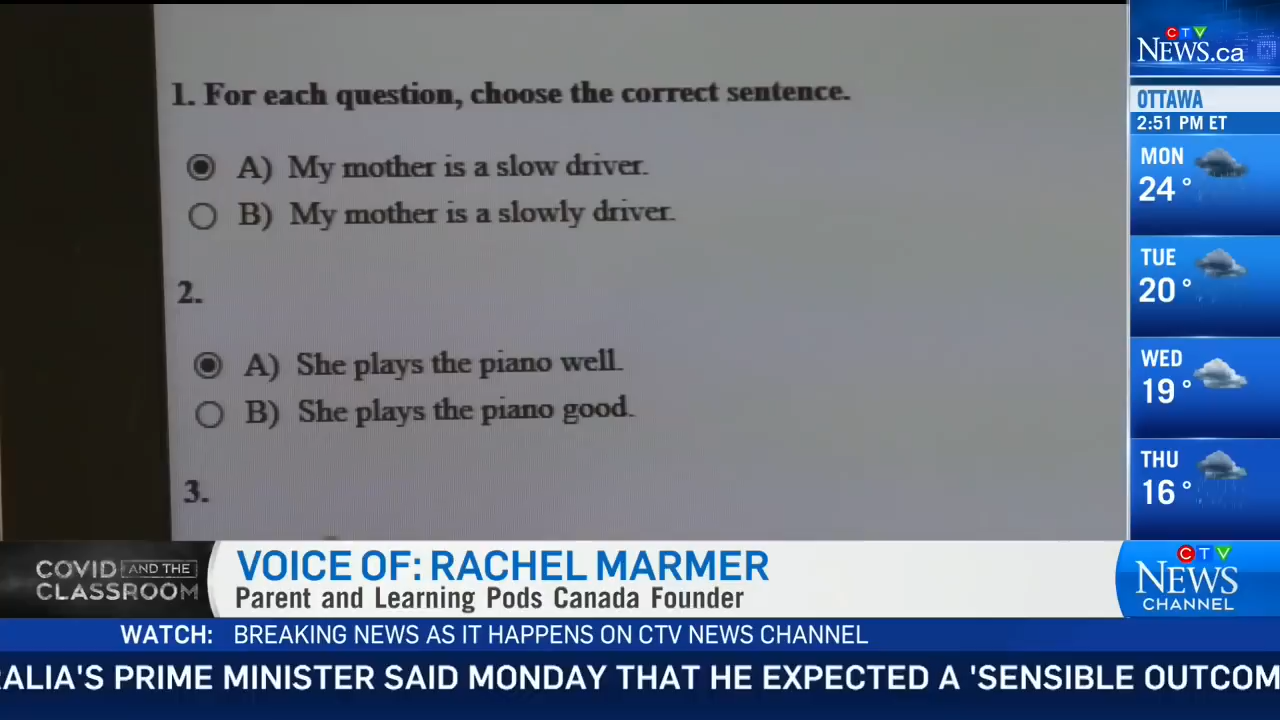 1. For each question, choose the correct sentence.
A) My mother is a slow driver.
B) My mother is a slowly driver.
2.
A) She plays the piano well.
B) She plays the piano good.
3.
CTV
NEWS.ca
OTTAWA
2:51 PM ET
MON
24°
TUE
20°
WED
19°
THU
16°
COVID AND THE
CLASSROOM
VOICE OF: RACHEL MARMER
Parent and Learning Pods Canada Founder
CTV
NEWS
CHANNEL
WATCH: BREAKING NEWS AS IT HAPPENS ON CTV NEWS CHANNEL
RALIA'S PRIME MINISTER SAID MONDAY THAT HE EXPECTED A 'SENSIBLE OUTCOM